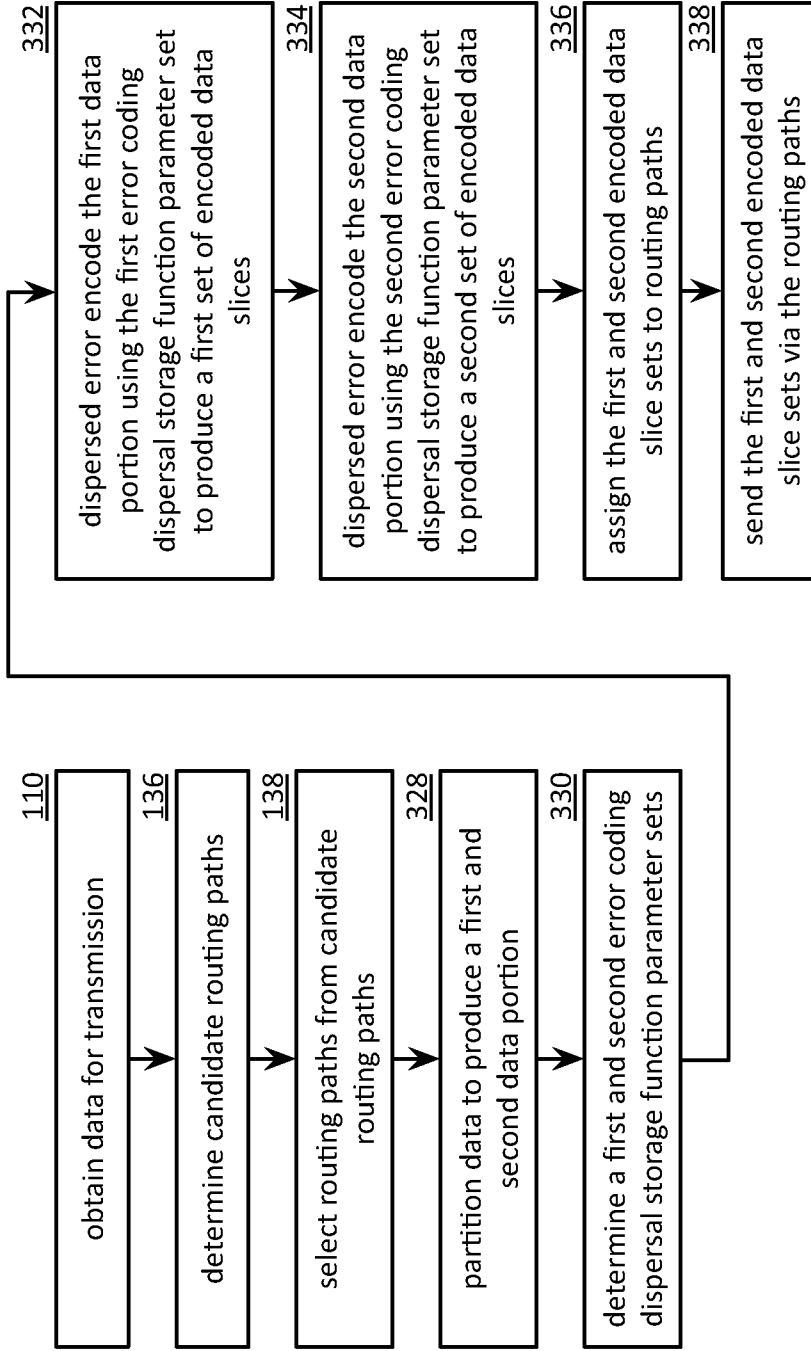 110
obtain data for transmission
136
determine candidate routing paths
138
select routing paths from candidate
routing paths
328
partition data to produce a first and
second data portion
330
determine a first and second error coding
dispersal storage function parameter sets
332
dispersed error encode the first data
portion using the first error coding
dispersal storage function parameter set
to produce a first set of encoded data
slices
334
dispersed error encode the second data
portion using the second error coding
dispersal storage function parameter set
to produce a second set of encoded data
slices
336
assign the first and second encoded data
slice sets to routing paths
338
send the first and second encoded data
slice sets via the routing paths